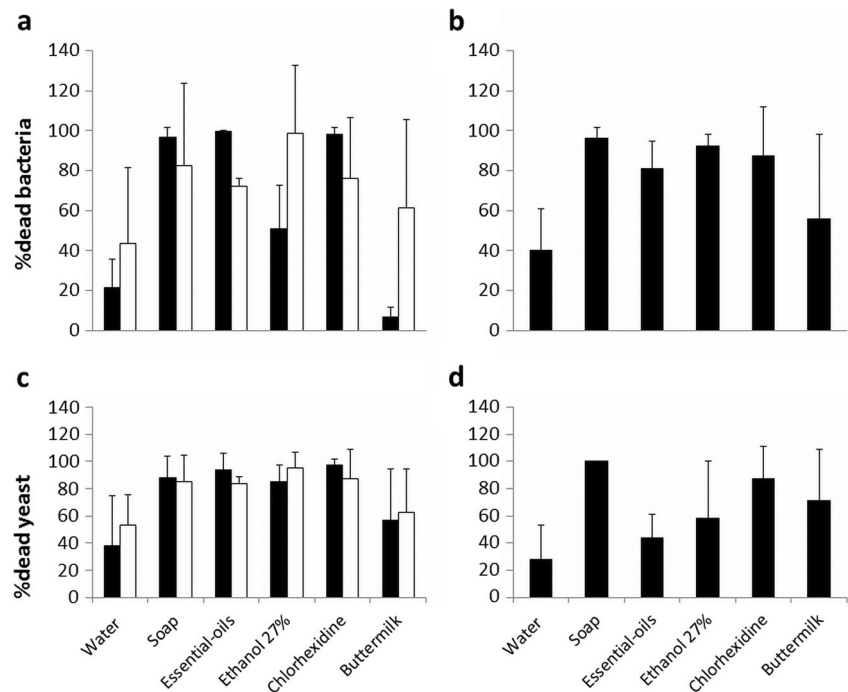 a
b
140
120
100
80
60
40
20
0
%dead bacteria
140
120
100
80
60
40
20
0
c
d
140
120
100
80
60
40
20
0
%dead yeast
Water
Soap
Essential-oils
Ethanol 27%
Chlorhexidine
Buttermilk
140
120
100
80
60
40
20
0
Water
Soap
Essential-oils
Ethanol 27%
Chlorhexidine
Buttermilk